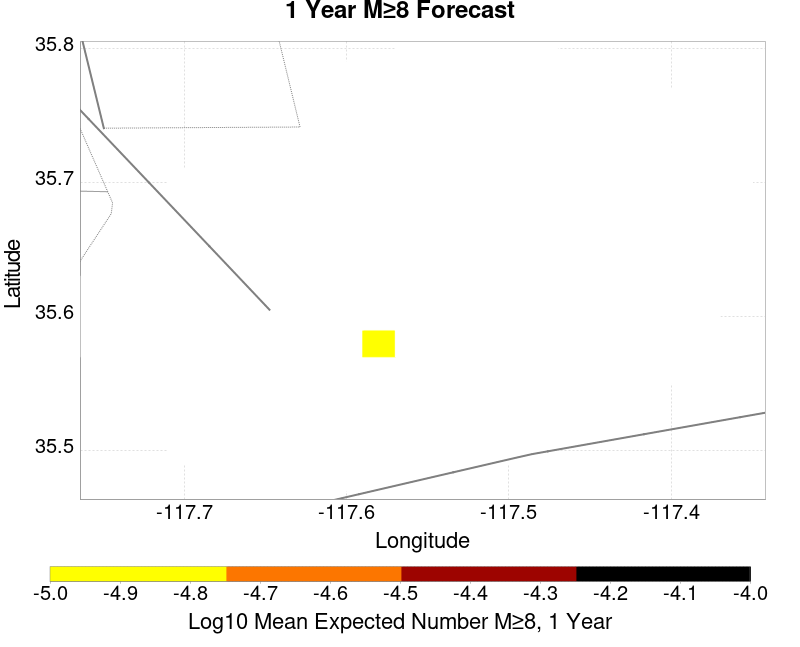 1 Year M≥8 Forecast
35.8
35.7
35.6
35.5
Latitude
-117.7 -117.6 -117.5 -117.4
Longitude
-5.0 -4.9 -4.8 -4.7 -4.6 -4.5 -4.4 -4.3 -4.2 -4.1 -4.0
Log10 Mean Expected Number M≥8, 1 Year